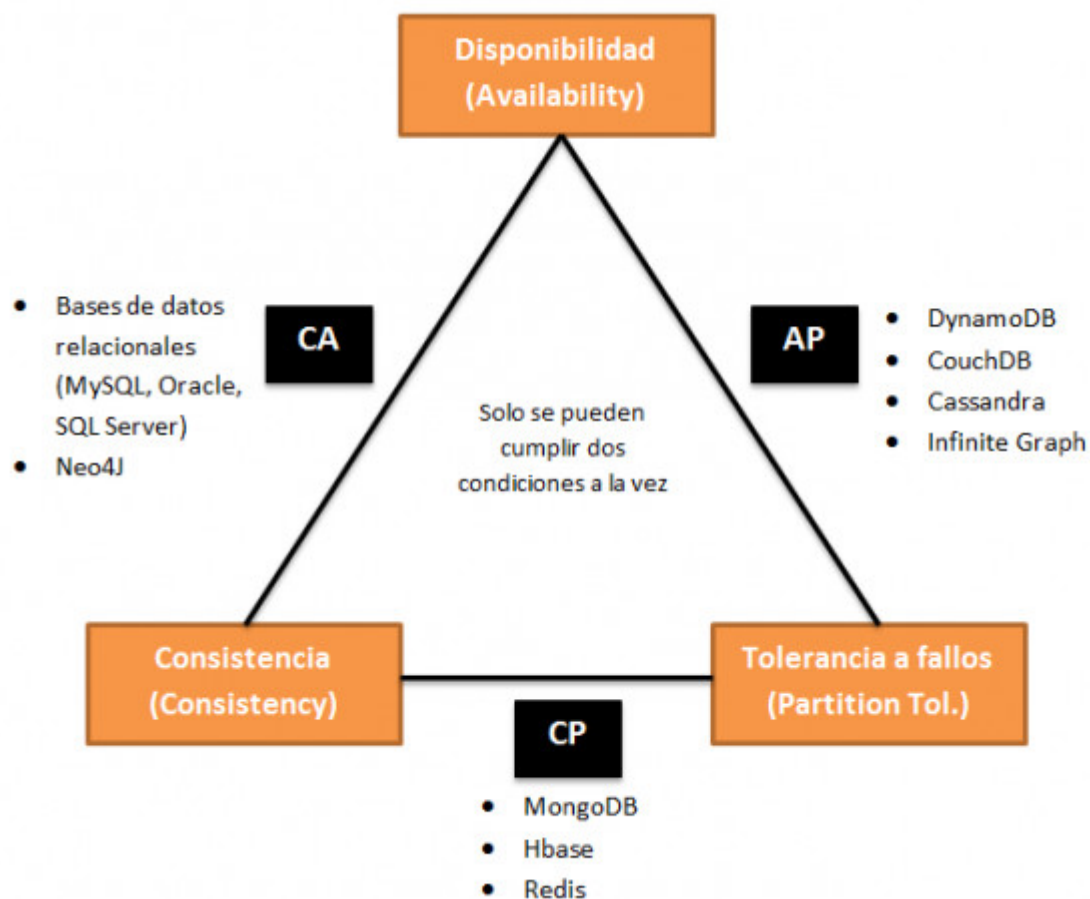 Disponibilidad
(Availability)
• Bases de datos
relacionales
(MySQL, Oracle,
SQL Server)
• Neo4J
CA
Solo se pueden
cumplir dos
condiciones a la vez
AP
• DynamoDB
• CouchDB
• Cassandra
• Infinite Graph
Consistencia
(Consistency)
Tolerancia a fallos
(Partition Tol.)
CP
• MongoDB
• Hbase
• Redis